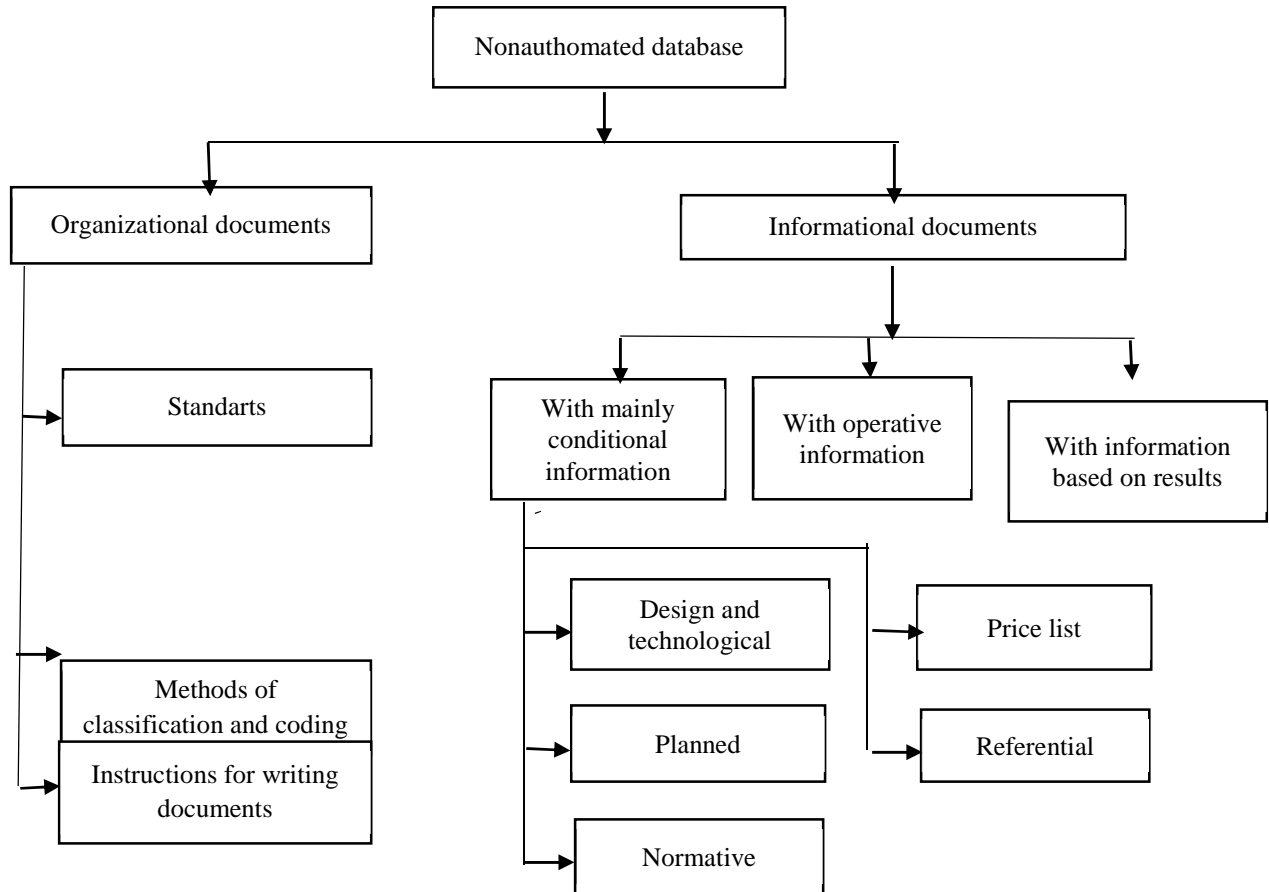 Nonauthomated database
Organizational documents
Informational documents
Standarts
With mainly
conditional
information
With operative
information
With information
based on results
Design and
technological
Price list
Methods of
classification and coding
Planned
Referential
Instructions for writing
documents
Normative